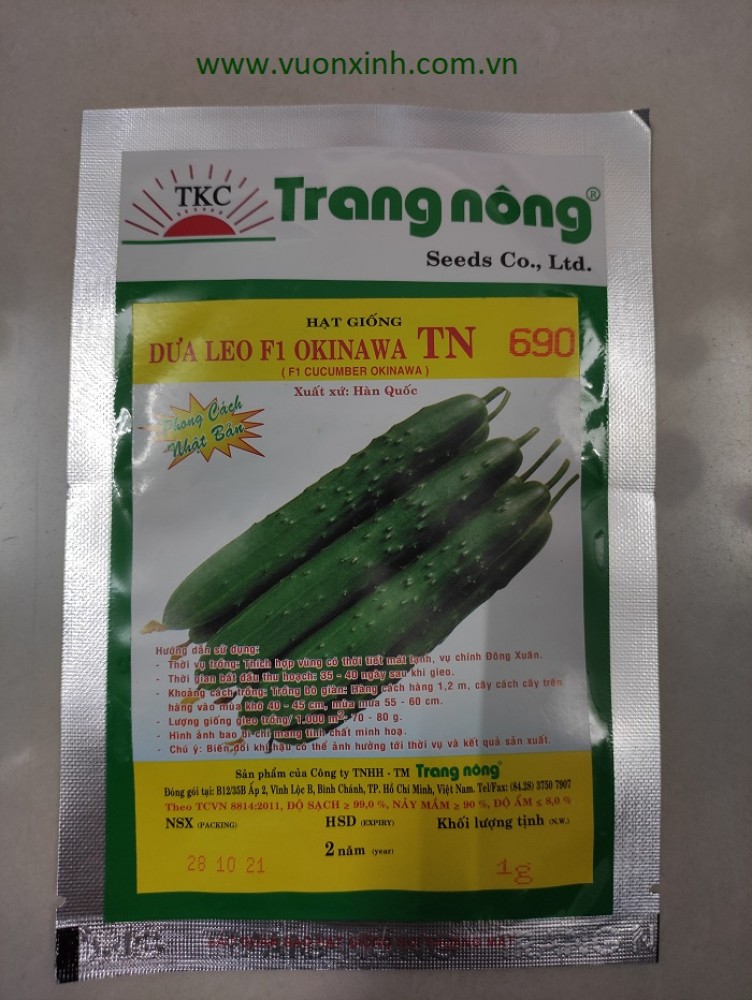 www.vuonxinh.com.vn
TKC Trang nông®
Seeds Co., Ltd.
HẠT GIỐNG
DƯA LEO F1 OKINAWA TN 690
( F1 CUCUMBER OKINAWA )
Xuất xứ: Hàn Quốc
Phong Cách
Nhật Bản
Hướng dẫn sử dụng:
- Thời vụ trồng: Thích hợp vùng có thời tiết mát lạnh, vụ chính Đông Xuân.
- Thời gian bắt đầu thu hoạch: 35 - 40 ngày sau khi gieo.
- Khoảng cách trồng: Trồng bò giàn: Hàng cách hàng 1,2 m, cây cách cây trên
hàng vào mùa khô 40 - 45 cm, mùa mưa 55 - 60 cm.
- Lượng giống gieo trồng/ 1.000 m²: 70 - 80 g.
- Hình ảnh bao bì chỉ mang tính chất minh hoạ.
- Chú ý: Biến đổi khí hậu có thể ảnh hưởng tới thời vụ và kết quả sản xuất.
Sản phẩm của Công ty TNHH - TM Trang nông®
Đóng gói tại: B12/35B Ấp 2, Vĩnh Lộc B, Bình Chánh, TP. Hồ Chí Minh, Việt Nam. Tel/Fax: (84.28) 3750 7907
Theo TCVN 8814:2011, ĐỘ SẠCH ≥ 99,0 %, NẢY MẦM ≥ 90 %, ĐỘ ẨM ≤ 8,0 %
NSX (PACKING) HSD (EXPIRY) Khối lượng tịnh (N.W.)
2 năm (year)
28 10 21 1g